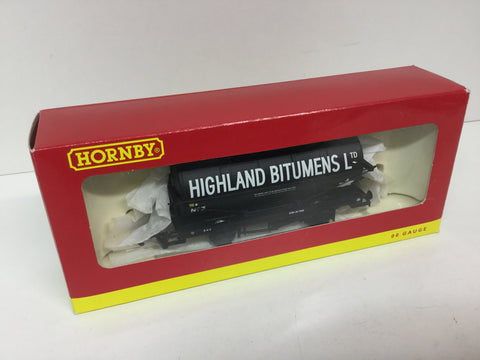 HORNBY®
HIGHLAND BITUMENS LTD
00 GAUGE